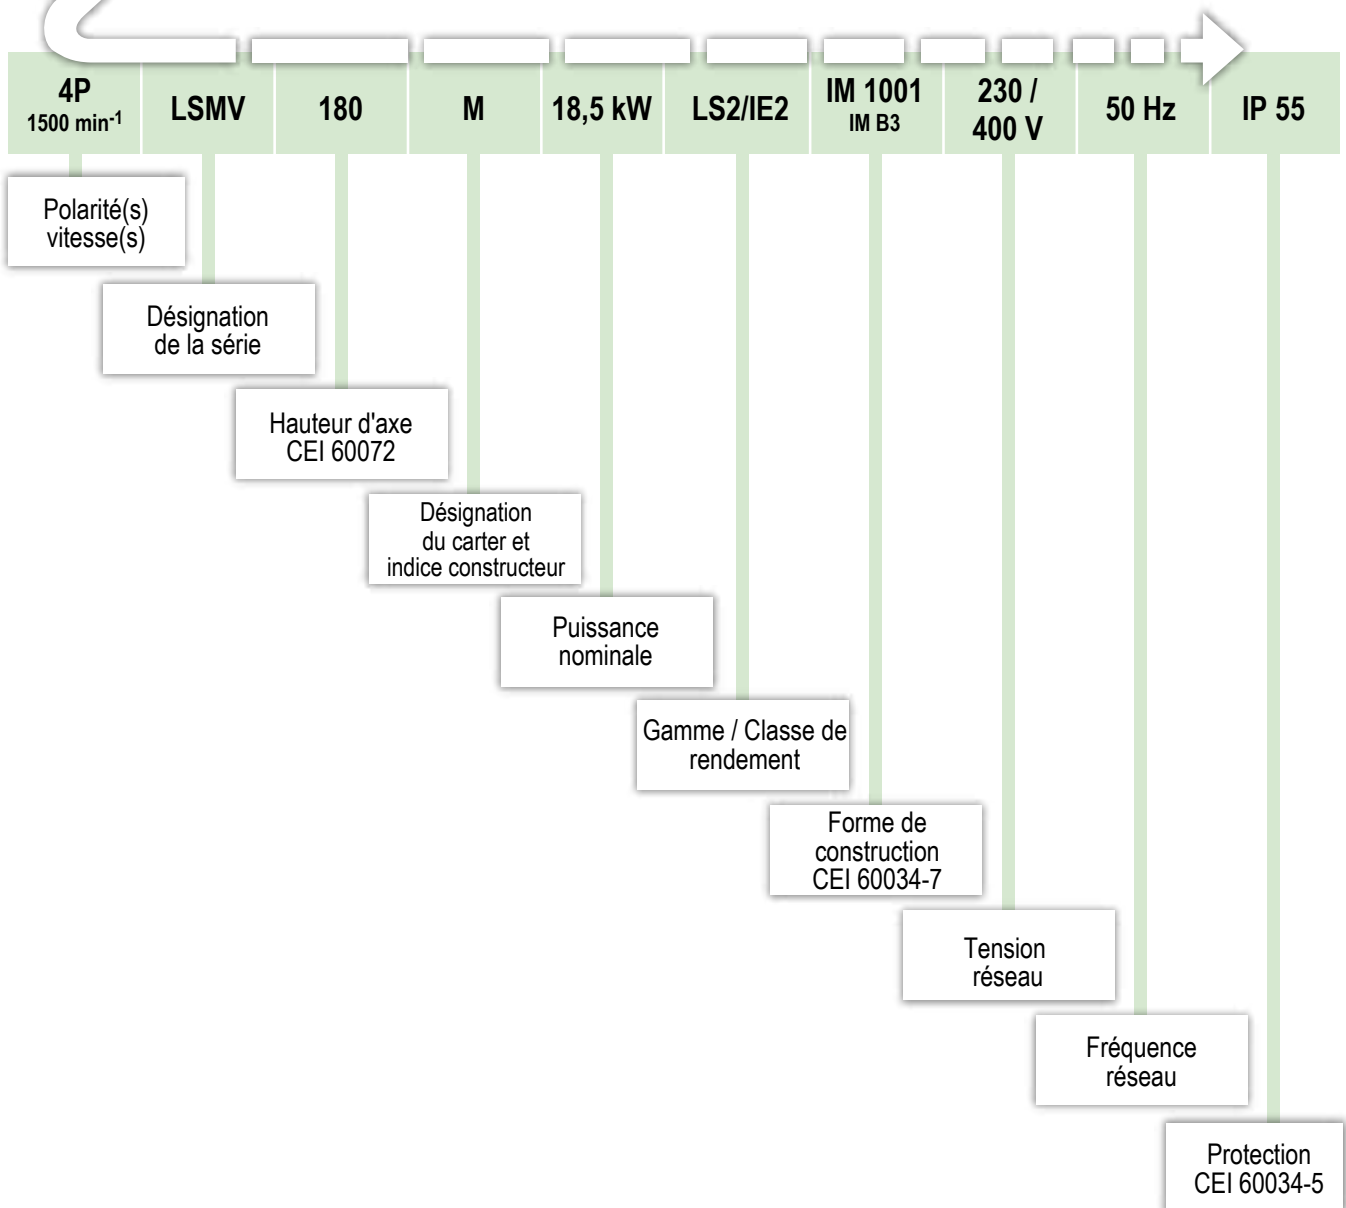 4P
1500 min-1
LSMV
180
M
18,5 kW
LS2/IE2
IM 1001
IM B3
230 /
400 V
50 Hz
IP 55
Polarité(s)
vitesse(s)
Désignation
de la série
Hauteur d'axe
CEI 60072
Désignation
du carter et
indice constructeur
Puissance
nominale
Gamme / Classe de
rendement
Forme de
construction
CEI 60034-7
Tension
réseau
Fréquence
réseau
Protection
CEI 60034-5